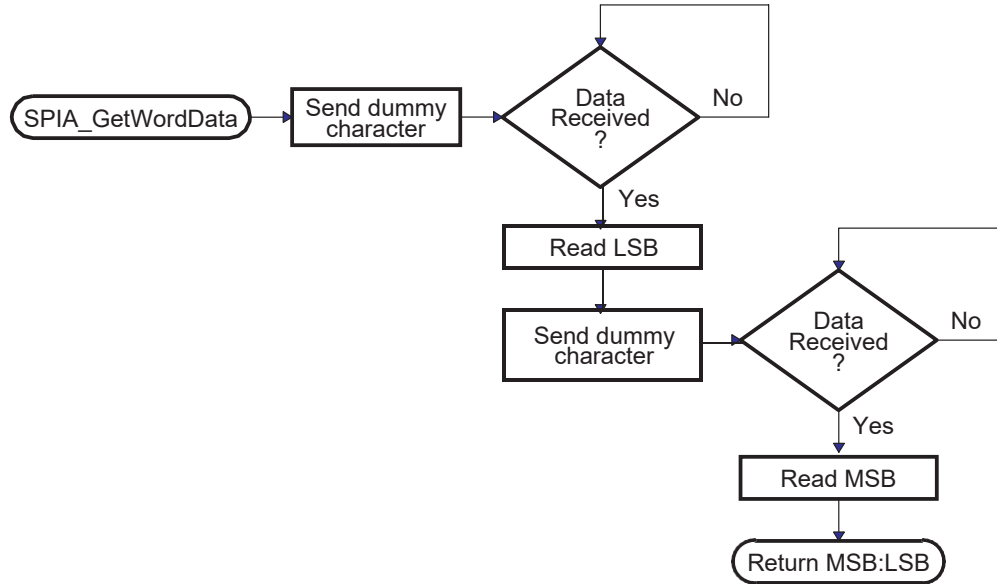 SPIA_GetWordData
Send dummy
character
Data
Received
?
No
Yes
Read LSB
Send dummy
character
Data
Received
?
No
Yes
Read MSB
Return MSB:LSB